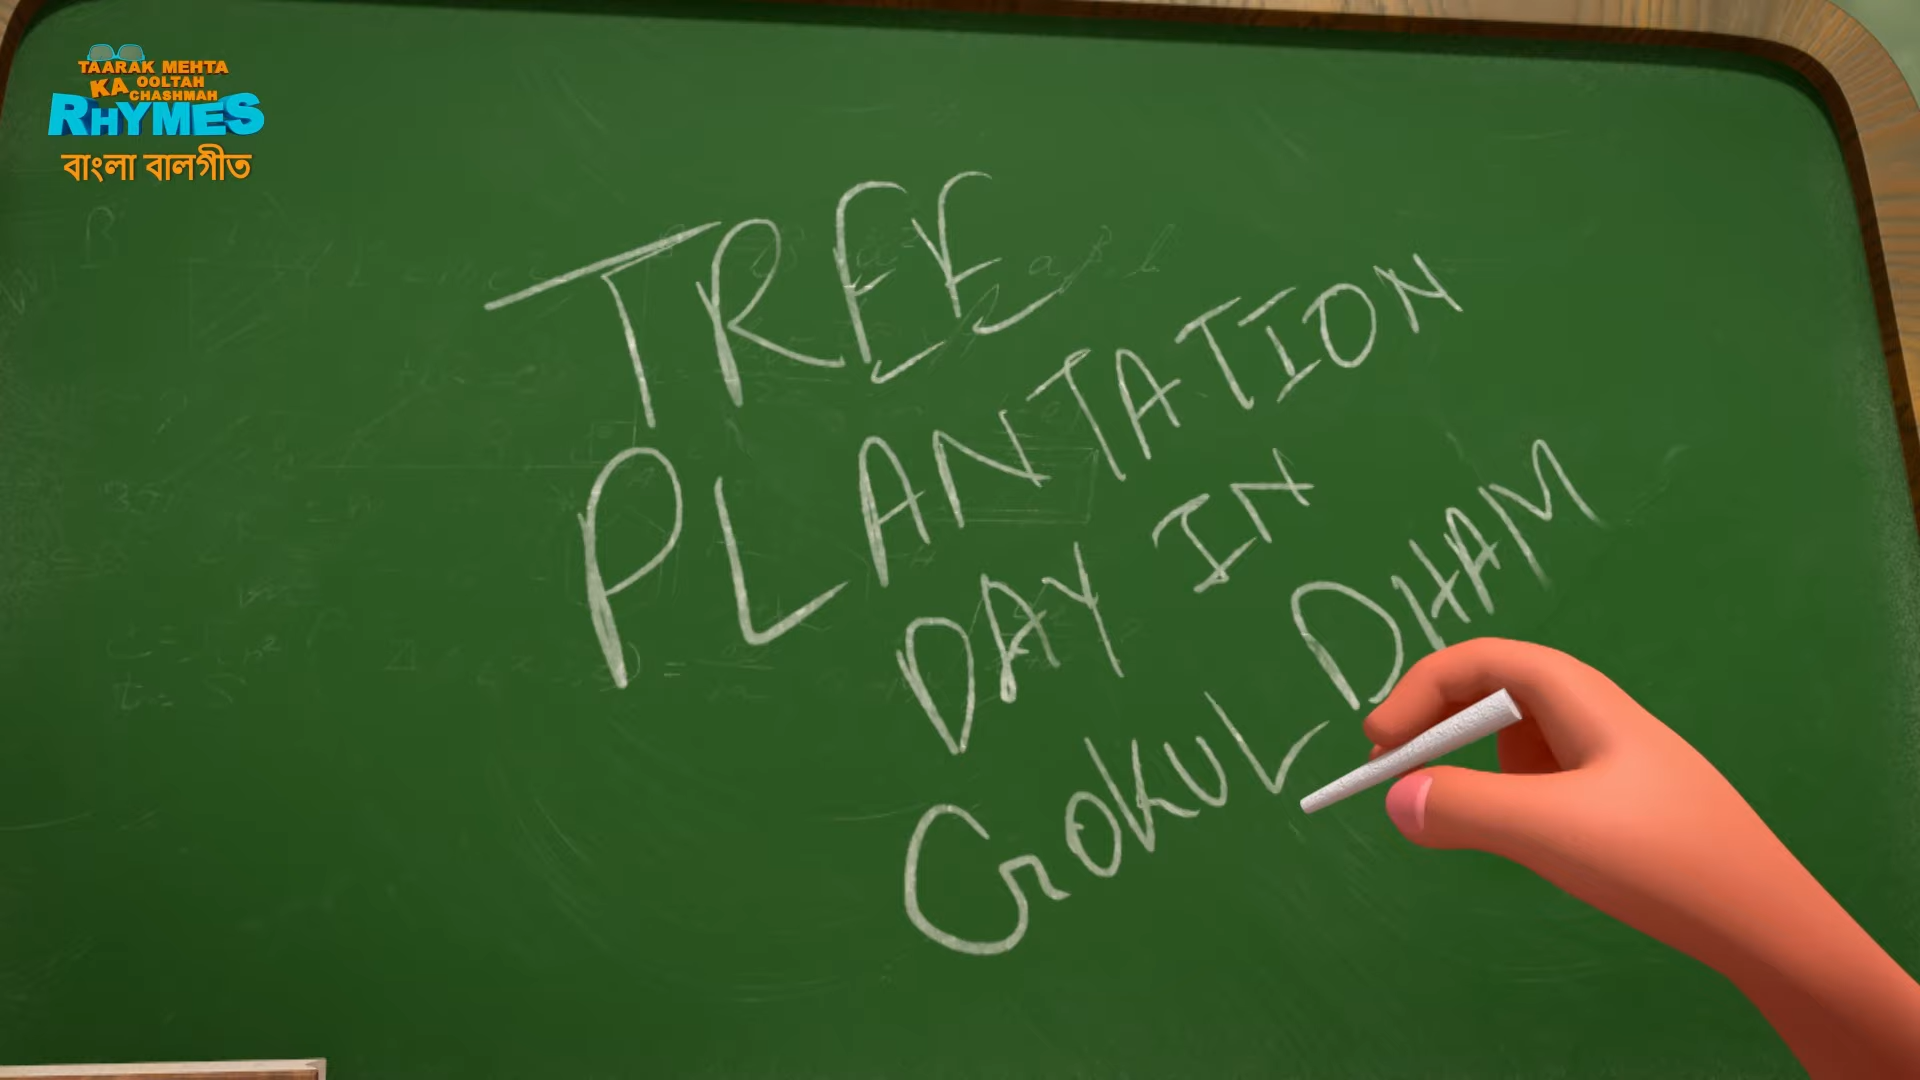 TAARAK MEHTA
KA OOLTAH
CHASHMAH
RHYMES
বাংলা বালগীত
TREE
PLANTATION
DAY IN
GOKULDHAM